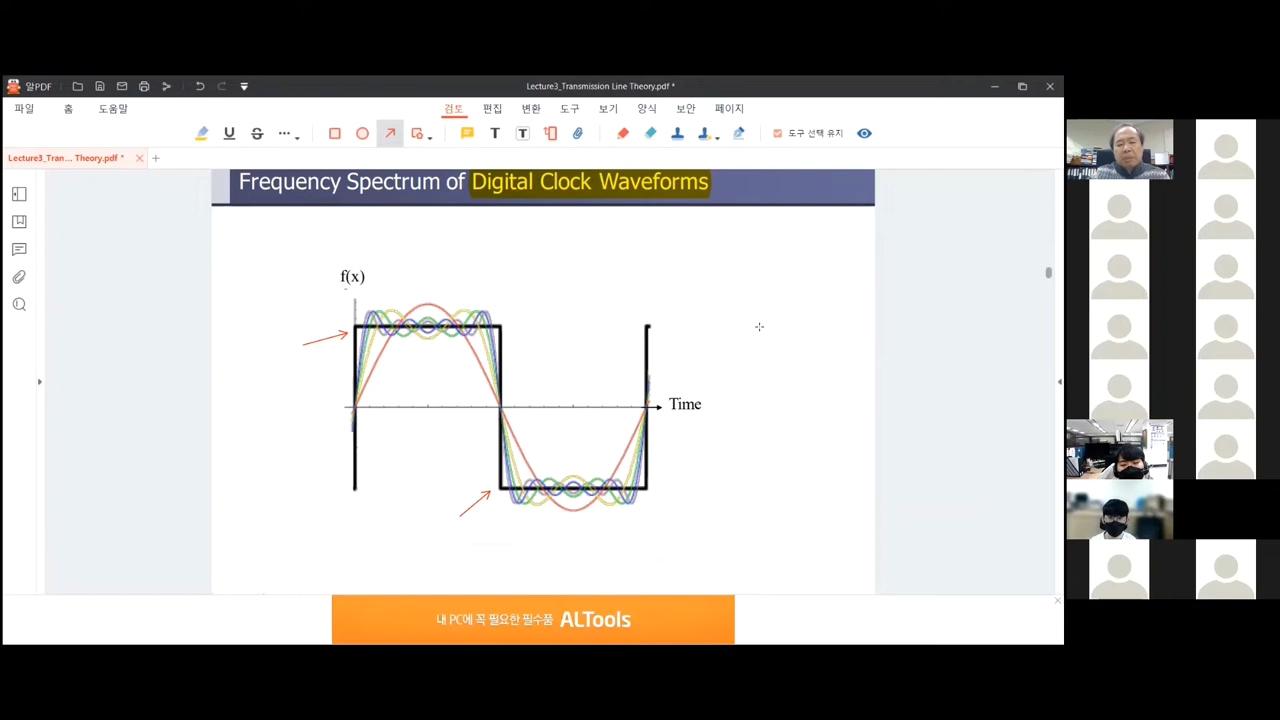 알PDF
Lecture3_Transmission Line Theory.pdf *
파일 홈 도움말 검토 편집 변환 도구 보기 양식 보안 페이지
T T 도구 선택 유지
Lecture3_Tran... Theory.pdf *
Frequency Spectrum of Digital Clock Waveforms
f(x)
Time
내 PC에 꼭 필요한 필수품 ALTools